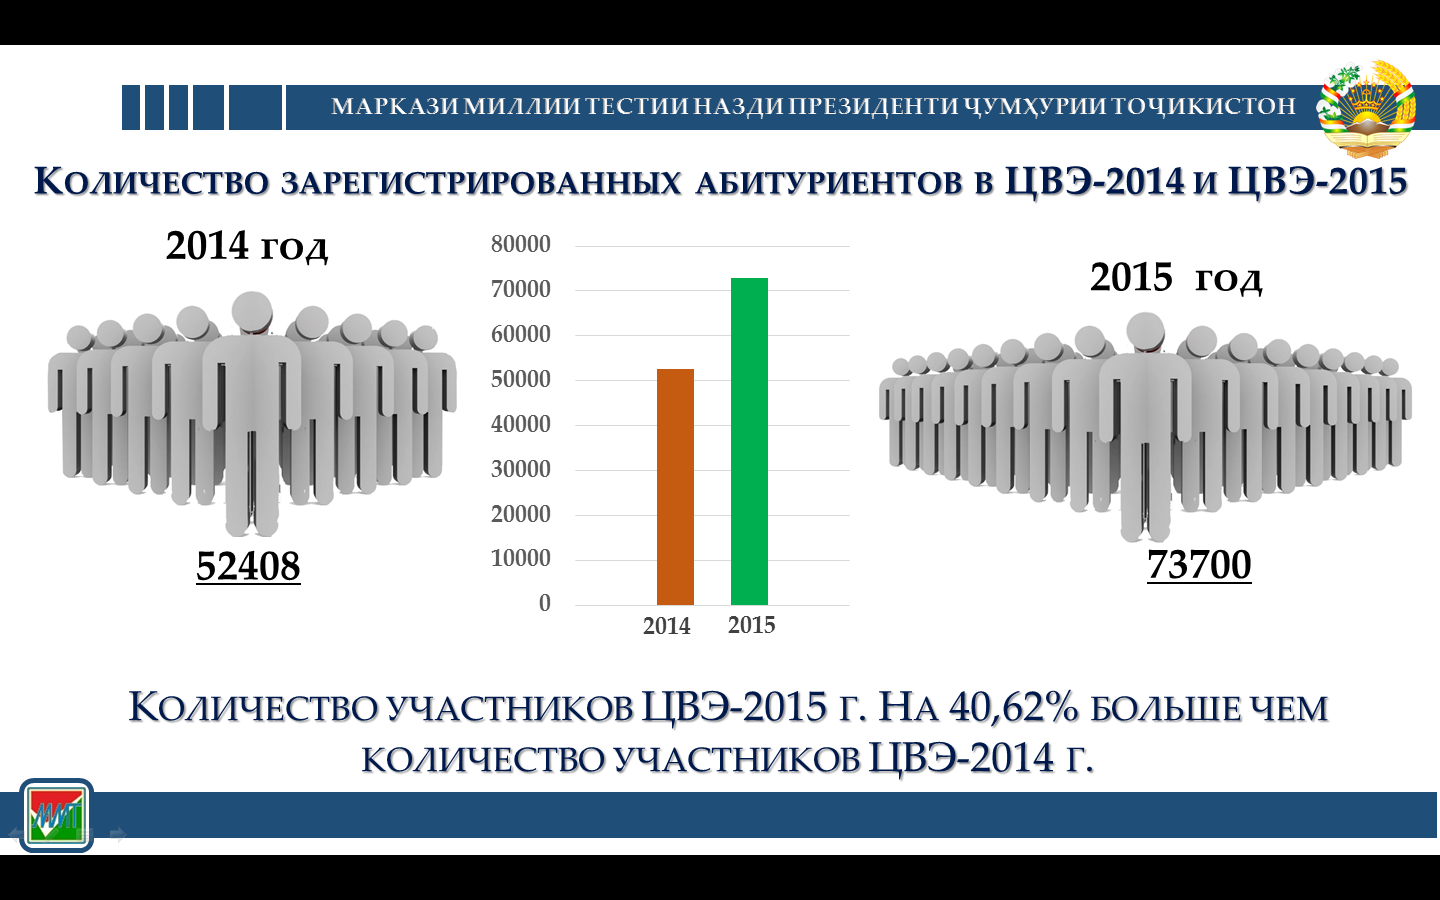 МАРКАЗИ МИЛЛИИ ТЕСТИИ НАЗДИ ПРЕЗИДЕНТИ ҶУМҲУРИИ ТОҶИКИСТОН
Количество зарегистрированных абитуриентов в ЦВЭ-2014 и ЦВЭ-2015
2014 год
2015 год
80000
70000
60000
50000
40000
30000
20000
10000
0
2014
2015
52408
73700
Количество участников ЦВЭ-2015 г. На 40,62% больше чем
количество участников ЦВЭ-2014 г.
ММТ